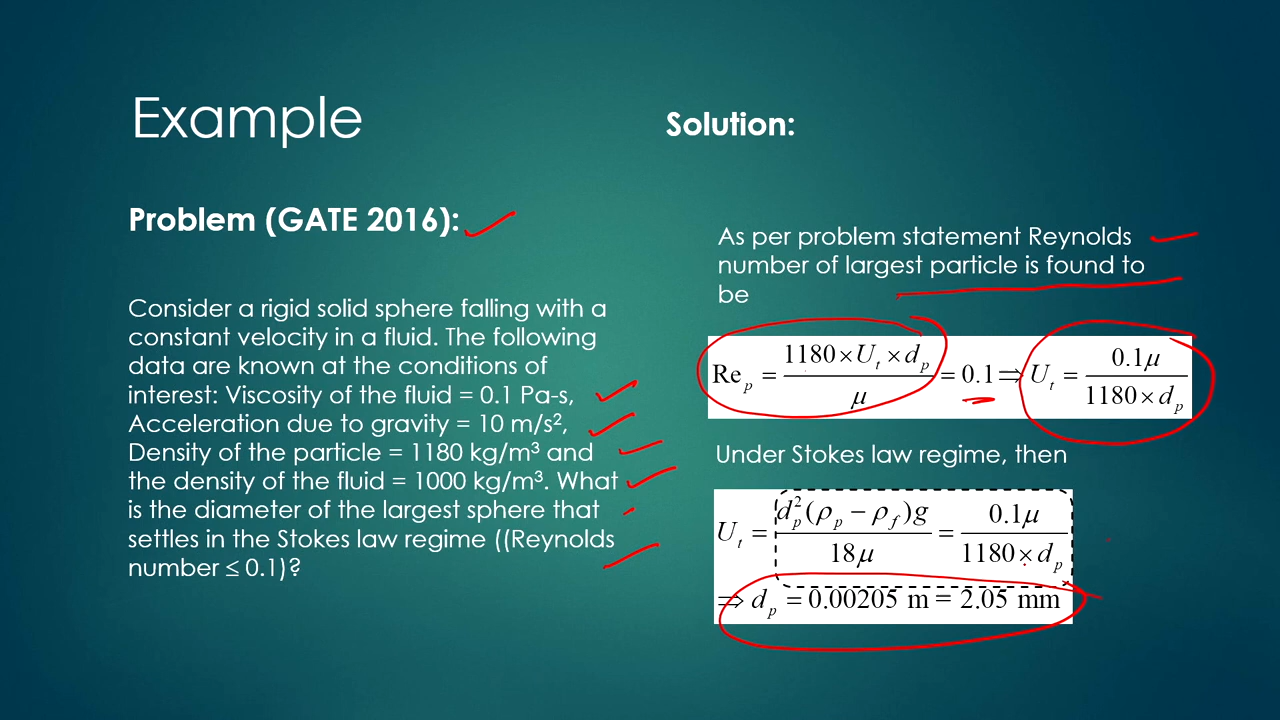 Example
Problem (GATE 2016):
Consider a rigid solid sphere falling with a
constant velocity in a fluid. The following
data are known at the conditions of
interest: Viscosity of the fluid = 0.1 Pa-s,
Acceleration due to gravity = 10 m/s²,
Density of the particle = 1180 kg/m³ and
the density of the fluid = 1000 kg/m³. What
is the diameter of the largest sphere that
settles in the Stokes law regime ((Reynolds
number ≤ 0.1)?
Solution:
As per problem statement Reynolds
number of largest particle is found to
be
Re_p = (1180 × U_t × d_p) / μ = 0.1 ⇒ U_t = 0.1μ / (1180 × d_p)
Under Stokes law regime, then
U_t = d_p²(ρ_p − ρ_f)g / 18μ = 0.1μ / (1180 × d_p)
⇒ d_p = 0.00205 m = 2.05 mm